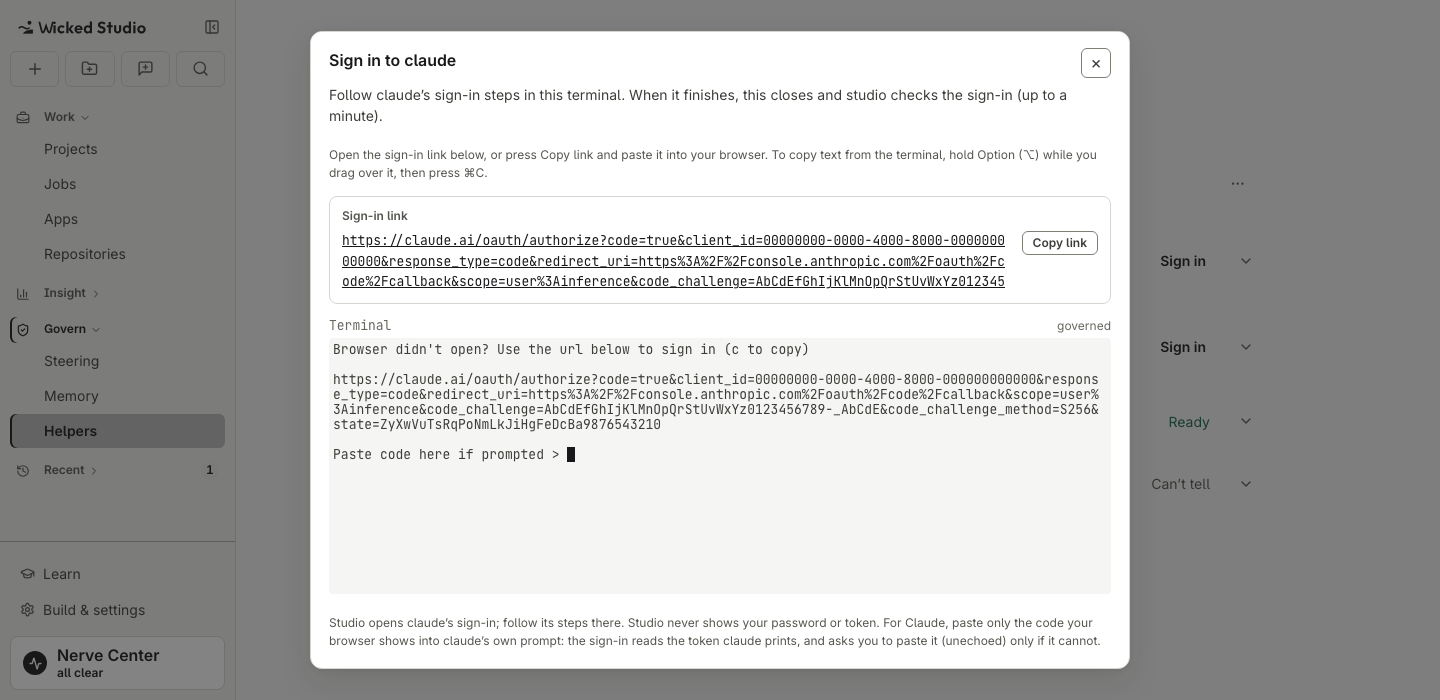 Wicked Studio
Work
Projects
Jobs
Apps
Repositories
Insight
Govern
Steering
Memory
Helpers
Recent 1
Learn
Build & settings
Nerve Center
all clear
Sign in to claude
×
Follow claude’s sign-in steps in this terminal. When it finishes, this closes and studio checks the sign-in (up to a
minute).
Open the sign-in link below, or press Copy link and paste it into your browser. To copy text from the terminal, hold Option (⌥) while you
drag over it, then press ⌘C.
Sign-in link
https://claude.ai/oauth/authorize?code=true&client_id=00000000-0000-4000-8000-0000000
00000&response_type=code&redirect_uri=https%3A%2F%2Fconsole.anthropic.com%2Foauth%2Fc
ode%2Fcallback&scope=user%3Ainference&code_challenge=AbCdEfGhIjKlMnOpQrStUvWxYz012345
Copy link
Terminal
governed
Browser didn't open? Use the url below to sign in (c to copy)
https://claude.ai/oauth/authorize?code=true&client_id=00000000-0000-4000-8000-000000000000&respons
e_type=code&redirect_uri=https%3A%2F%2Fconsole.anthropic.com%2Foauth%2Fcode%2Fcallback&scope=user%
3Ainference&code_challenge=AbCdEfGhIjKlMnOpQrStUvWxYz0123456789-_AbCdE&code_challenge_method=S256&
state=ZyXwVuTsRqPoNmLkJiHgFeDcBa9876543210
Paste code here if prompted >
Studio opens claude’s sign-in; follow its steps there. Studio never shows your password or token. For Claude, paste only the code your
browser shows into claude’s own prompt: the sign-in reads the token claude prints, and asks you to paste it (unechoed) only if it cannot.
...
Sign in
Sign in
Ready
Can’t tell